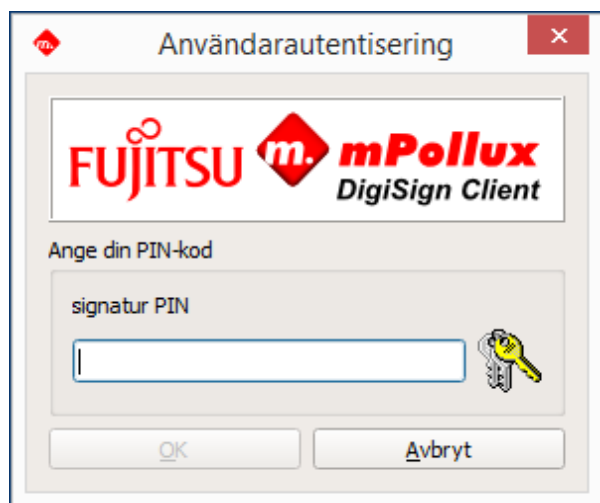 m.
Användarautentisering
x
FUJITSU m. mPollux
DigiSign Client
Ange din PIN-kod
signatur PIN
OK Avbryt